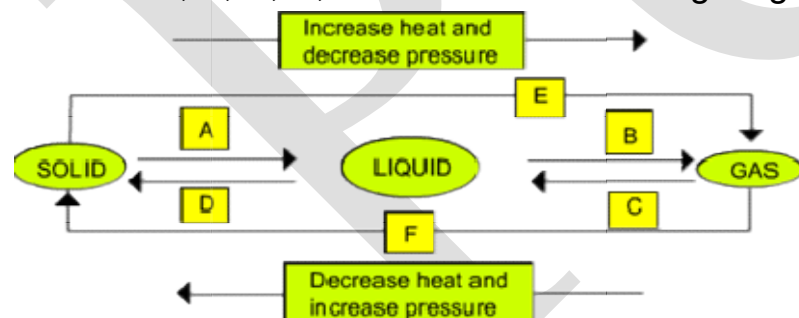 Increase heat and
decrease pressure
E
A
B
SOLID
LIQUID
GAS
D
C
F
Decrease heat and
increase pressure